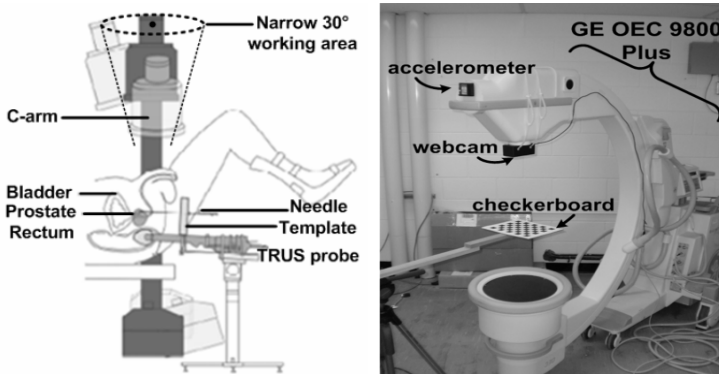 Narrow 30°
working area
C-arm
Bladder
Prostate
Rectum
Needle
Template
TRUS probe
GE OEC 9800
Plus
accelerometer
webcam
checkerboard